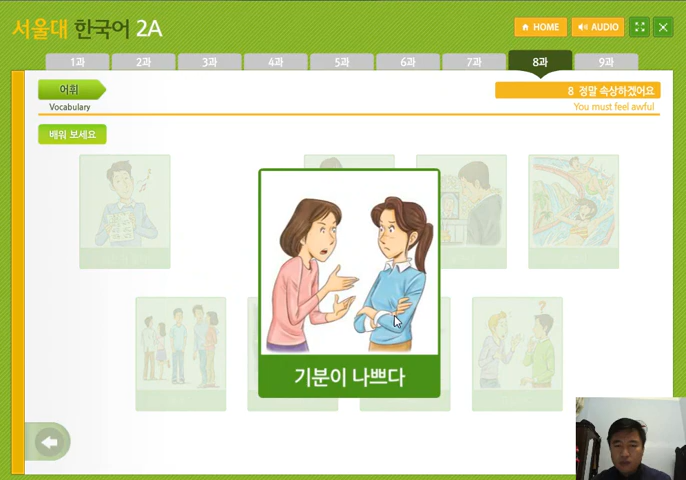 서울대 한국어 2A
HOME
AUDIO
1과
2과
3과
4과
5과
6과
7과
8과
9과
어휘
Vocabulary
8 정말 속상하겠어요
You must feel awful
배워 보세요
기분이 나쁘다